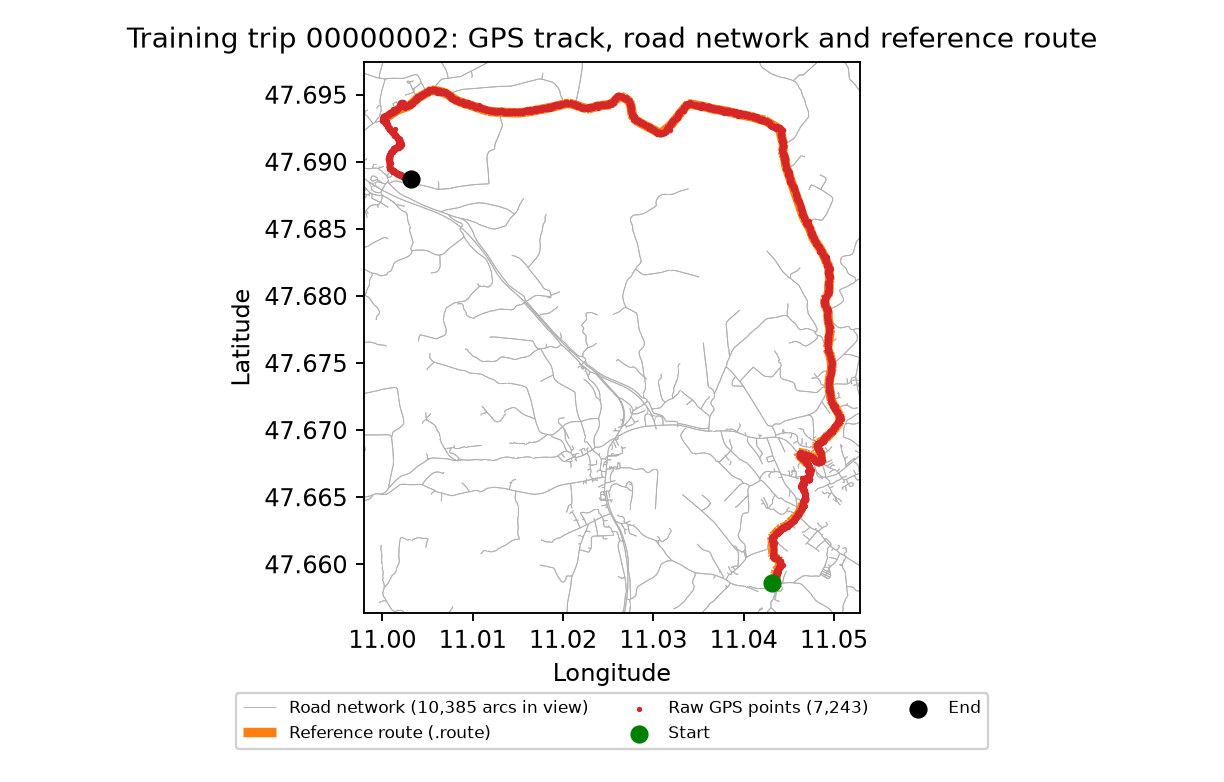 Training trip 00000002: GPS track, road network and reference route
47.695
47.690
47.685
47.680
47.675
47.670
47.665
47.660
Latitude
11.00 11.01 11.02 11.03 11.04 11.05
Longitude
Road network (10,385 arcs in view)
Reference route (.route)
Raw GPS points (7,243)
Start
End